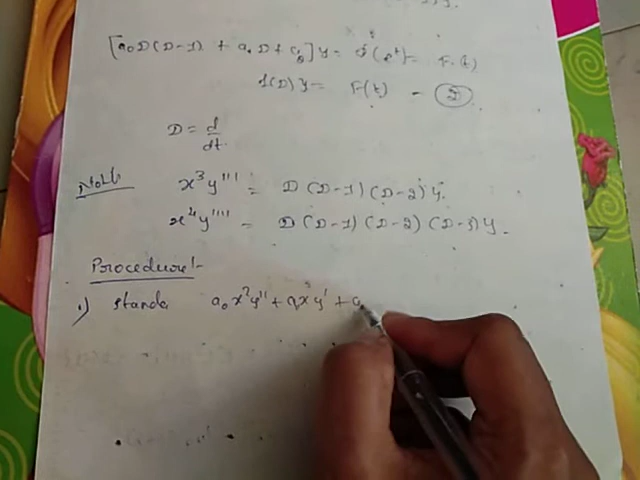 [a₀D(D-1) + a₁D + a₂]y = φ(eᵗ) = F(t)
f(D)y = F(t) - ②
D = d/dt.
Note x³y''' = D(D-1)(D-2)y.
x⁴y'''' = D(D-1)(D-2)(D-3)y.
Procedure:-
1) Standa a₀x²y'' + a₁xy' + a